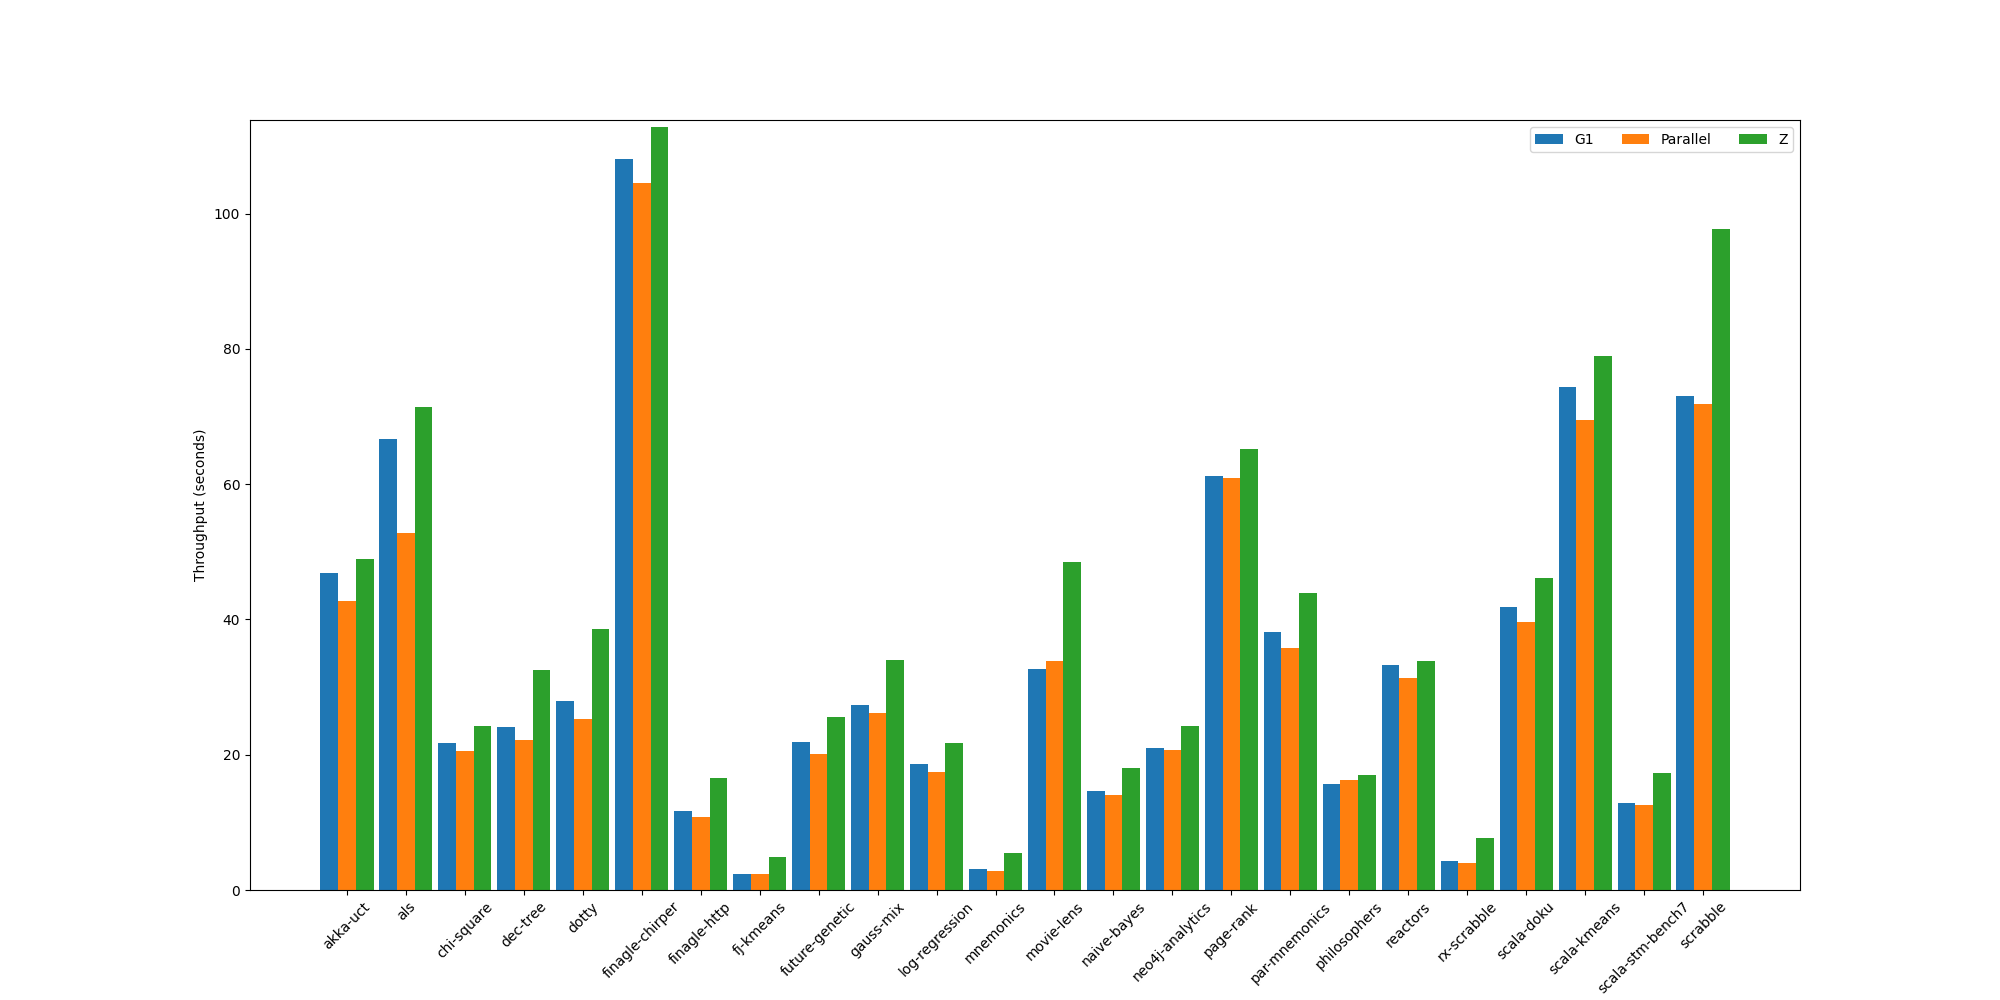 G1 Parallel Z
Throughput (seconds)
100
80
60
40
20
0
akka-uct
als
chi-square
dec-tree
dotty
finagle-chirper
finagle-http
fj-kmeans
future-genetic
gauss-mix
log-regression
mnemonics
movie-lens
naive-bayes
neo4j-analytics
page-rank
par-mnemonics
philosophers
reactors
rx-scrabble
scala-doku
scala-kmeans
scala-stm-bench7
scrabble